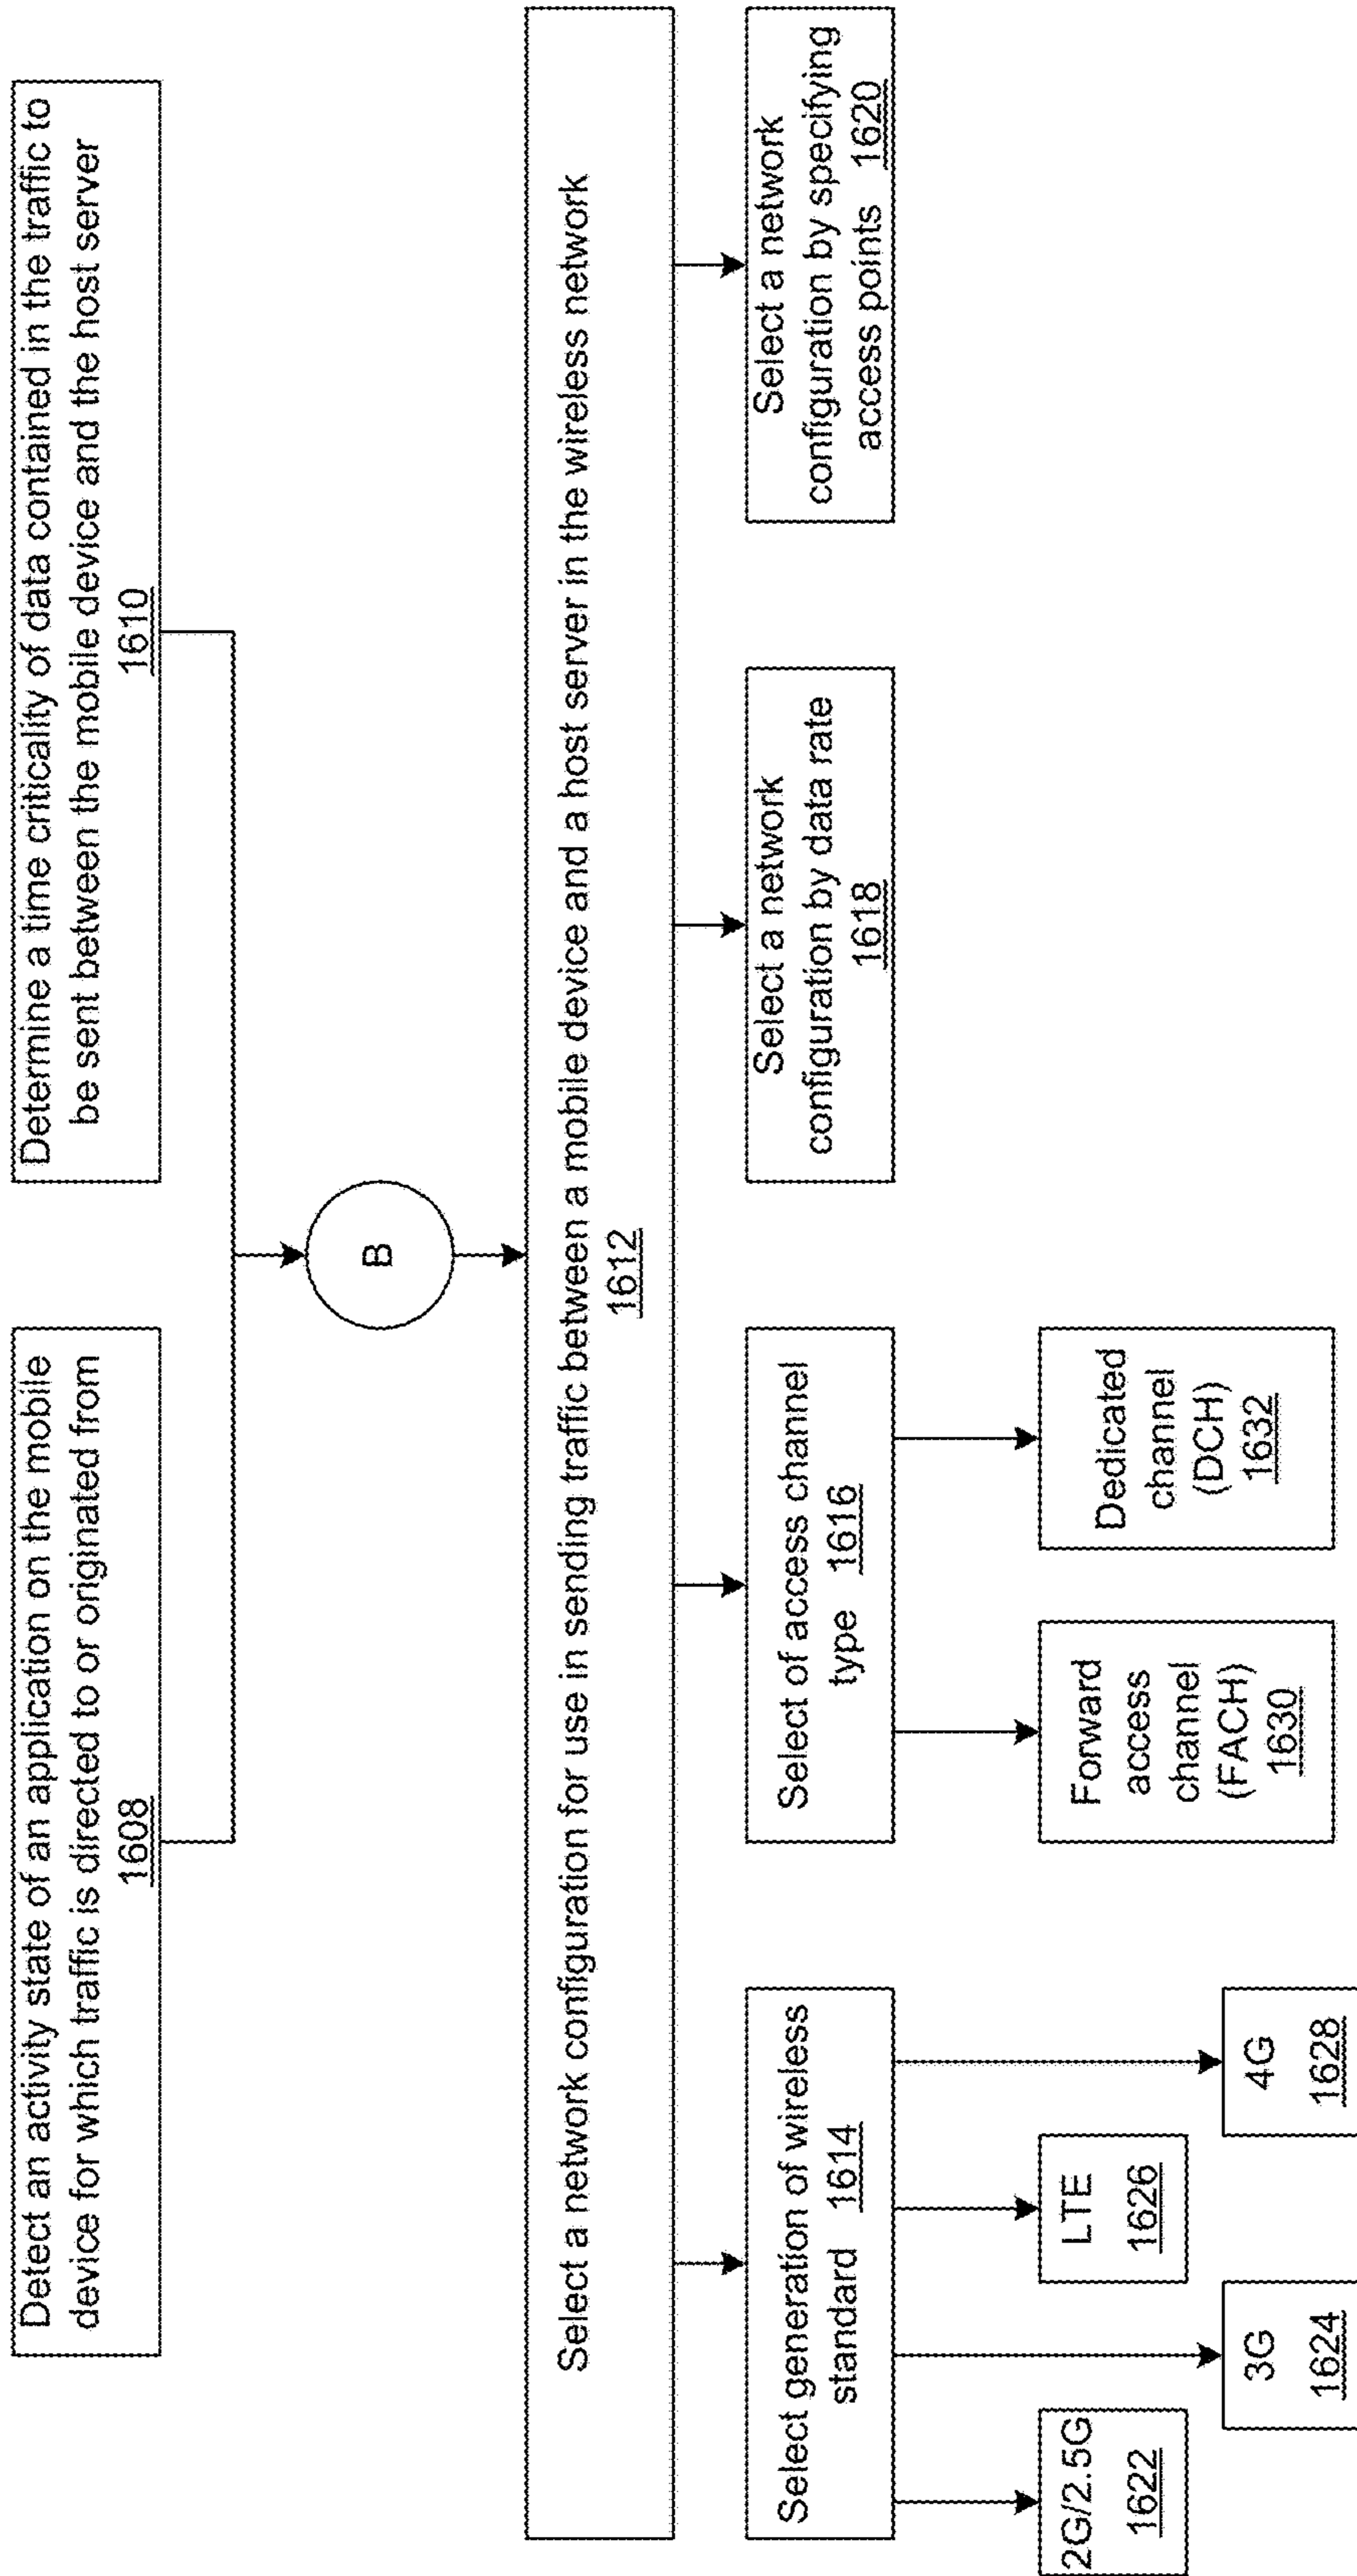 Detect an activity state of an application on the mobile
device for which traffic is directed to or originated from
1608
Determine a time criticality of data contained in the traffic to
be sent between the mobile device and the host server
1610
B
Select a network configuration for use in sending traffic between a mobile device and a host server in the wireless network
1612
Select generation of wireless
standard 1614
Select of access channel
type 1616
Select a network
configuration by data rate
1618
Select a network
configuration by specifying
access points 1620
2G/2.5G
1622
3G
1624
LTE
1626
4G
1628
Forward
access
channel
(FACH)
1630
Dedicated
channel
(DCH)
1632